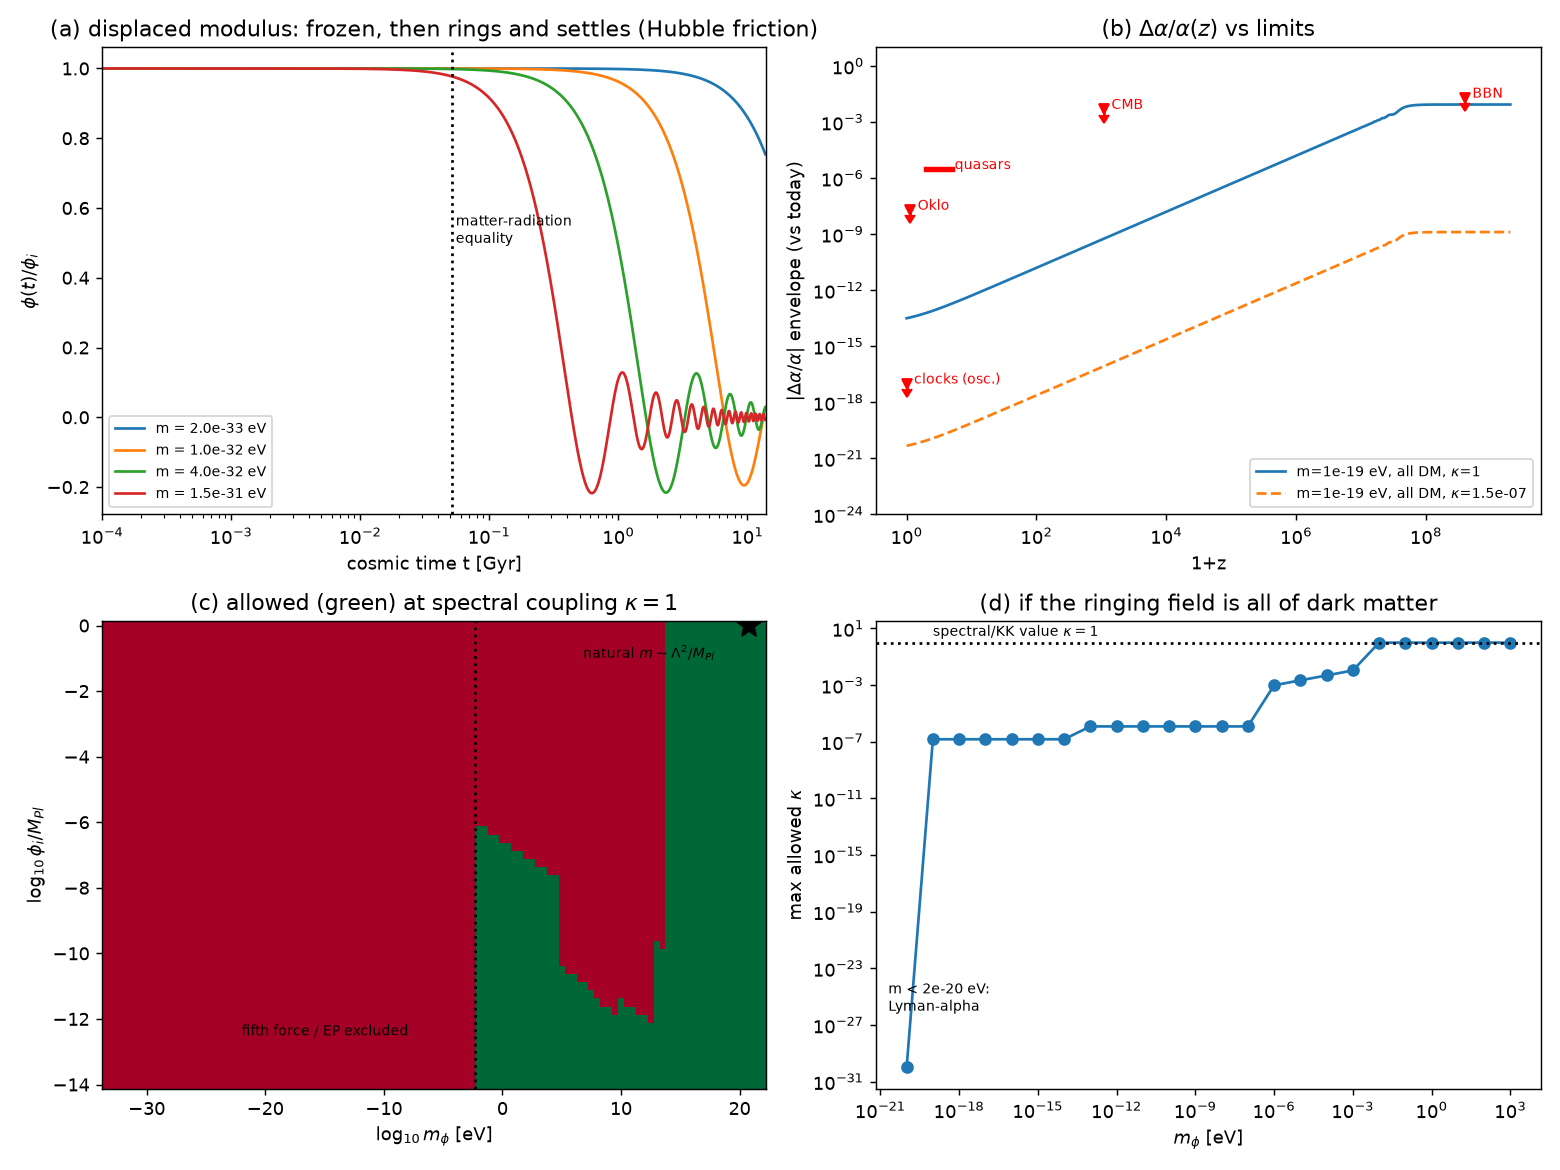 (a) displaced modulus: frozen, then rings and settles (Hubble friction)
1.0
0.8
0.6
0.4
0.2
0.0
−0.2
ϕ(t)/ϕᵢ
matter-radiation
equality
m = 2.0e-33 eV
m = 1.0e-32 eV
m = 4.0e-32 eV
m = 1.5e-31 eV
10⁻⁴ 10⁻³ 10⁻² 10⁻¹ 10⁰ 10¹
cosmic time t [Gyr]
(b) Δα/α(z) vs limits
10⁰
10⁻³
10⁻⁶
10⁻⁹
10⁻¹²
10⁻¹⁵
10⁻¹⁸
10⁻²¹
10⁻²⁴
|Δα/α| envelope (vs today)
CMB
BBN
quasars
Oklo
clocks (osc.)
m=1e-19 eV, all DM, κ=1
m=1e-19 eV, all DM, κ=1.5e-07
10⁰ 10² 10⁴ 10⁶ 10⁸
1+z
(c) allowed (green) at spectral coupling κ = 1
0
−2
−4
−6
−8
−10
−12
−14
log₁₀ ϕᵢ/M_Pl
natural m ~ Λ²/M_Pl
fifth force / EP excluded
−30 −20 −10 0 10 20
log₁₀ m_ϕ [eV]
(d) if the ringing field is all of dark matter
10¹
10⁻³
10⁻⁷
10⁻¹¹
10⁻¹⁵
10⁻¹⁹
10⁻²³
10⁻²⁷
10⁻³¹
max allowed κ
spectral/KK value κ = 1
m < 2e-20 eV:
Lyman-alpha
10⁻²¹ 10⁻¹⁸ 10⁻¹⁵ 10⁻¹² 10⁻⁹ 10⁻⁶ 10⁻³ 10⁰ 10³
m_ϕ [eV]